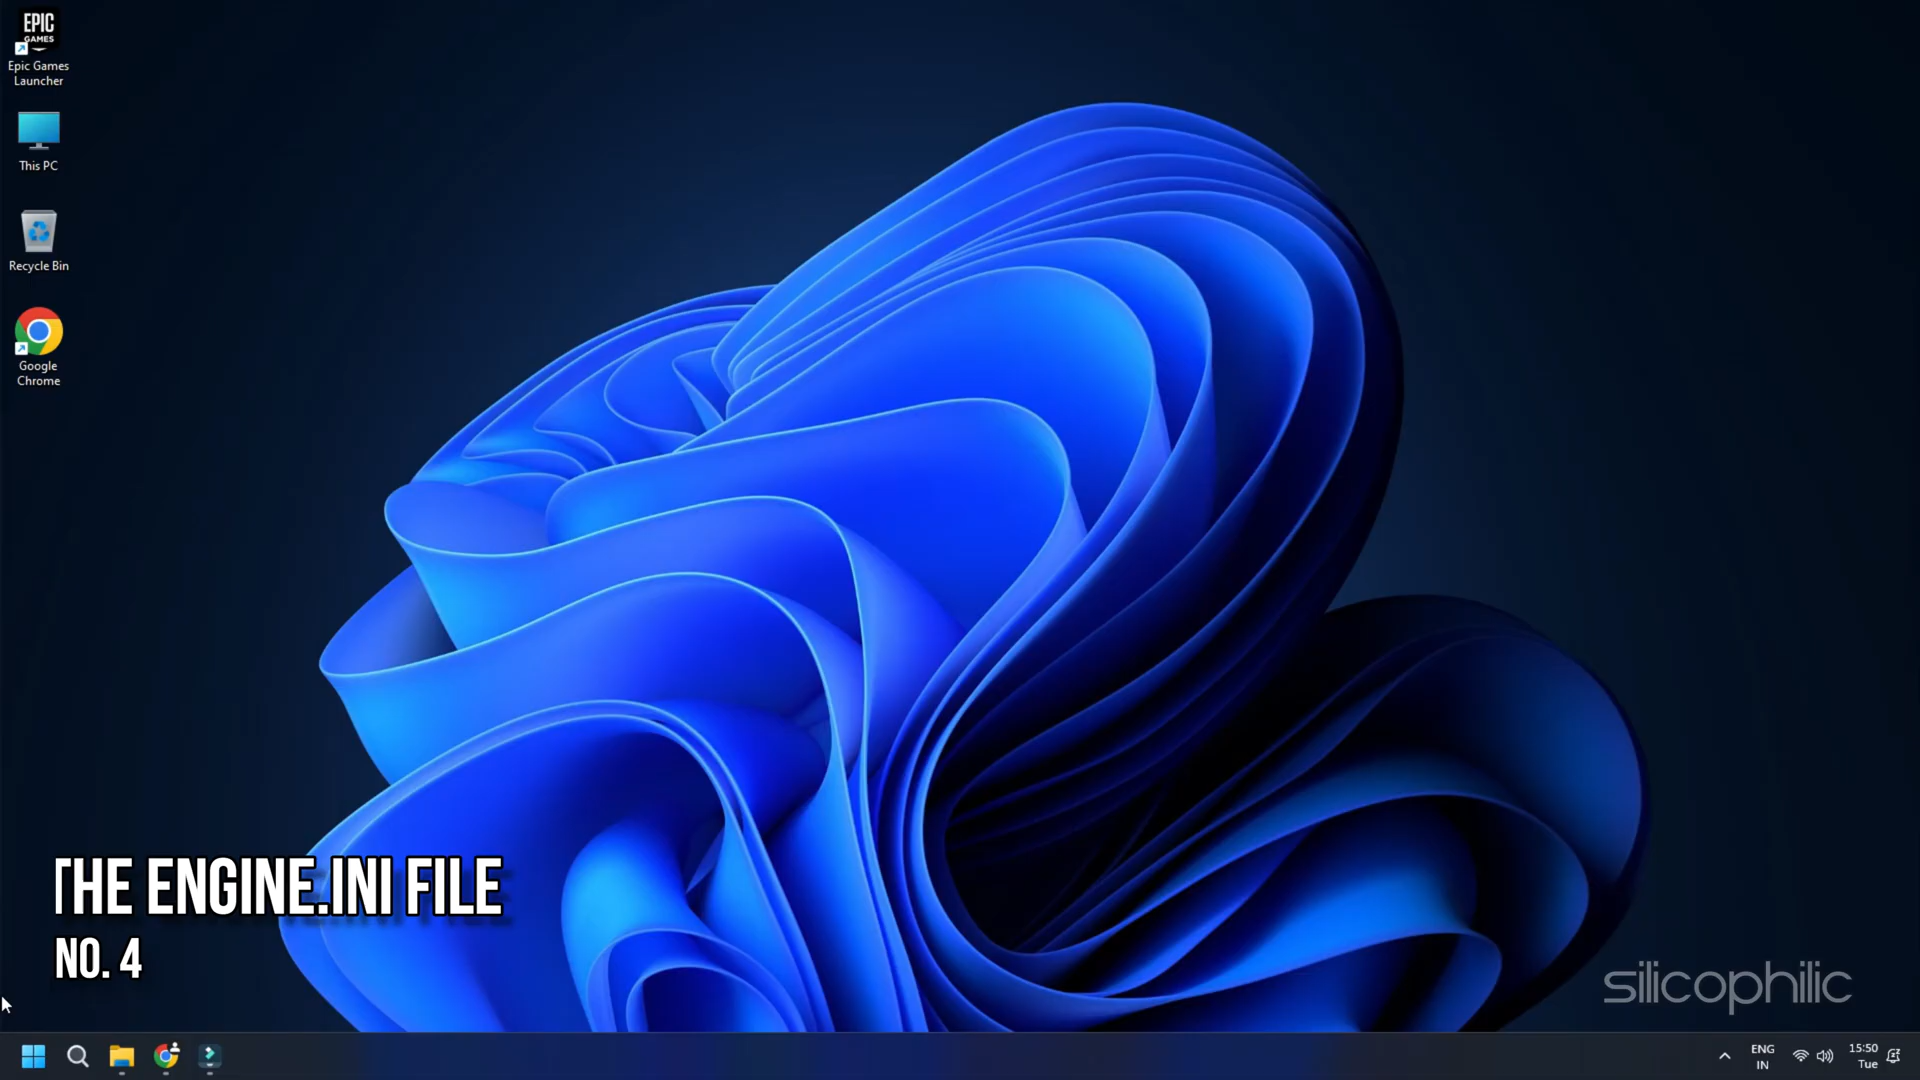 EPIC
GAMES
Epic Games
Launcher
This PC
Recycle Bin
Google
Chrome
THE ENGINE.INI FILE
NO. 4
silicophilic
ENG
IN
15:50
Tue